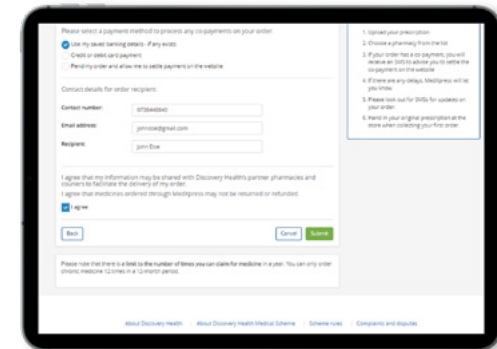 Please select a payment method to process any co-payments on your order.
Use my saved banking details - if any exists
Credit or debit card payment
Pend my order and allow me to settle payment on the website
Contact details for order recipient:
Contact number:
Email address:
johndoe@gmail.com
Recipient:
John Doe
I agree that my information may be shared with Discovery Health's partner pharmacies and
couriers to facilitate the delivery of my order.
I agree that medicines ordered through MedXpress may not be returned or refunded.
I agree
Back
Cancel
Submit
Please note that there is a limit to the number of times you can claim for medicine in a year. You can only order
chronic medicine 12 times in a 12-month period.
1. Upload your prescription
2. Choose a pharmacy from the list
3. If your order has a co-payment, you will
receive an SMS to advise you to settle the
co-payment on the website
4. If there are any delays, MedXpress will let
you know.
5. Please look out for SMSs for updates on
your order.
6. Hand in your original prescription at the
store when collecting your first order.
About Discovery Health
About Discovery Health Medical Scheme
Scheme rules
Complaints and disputes